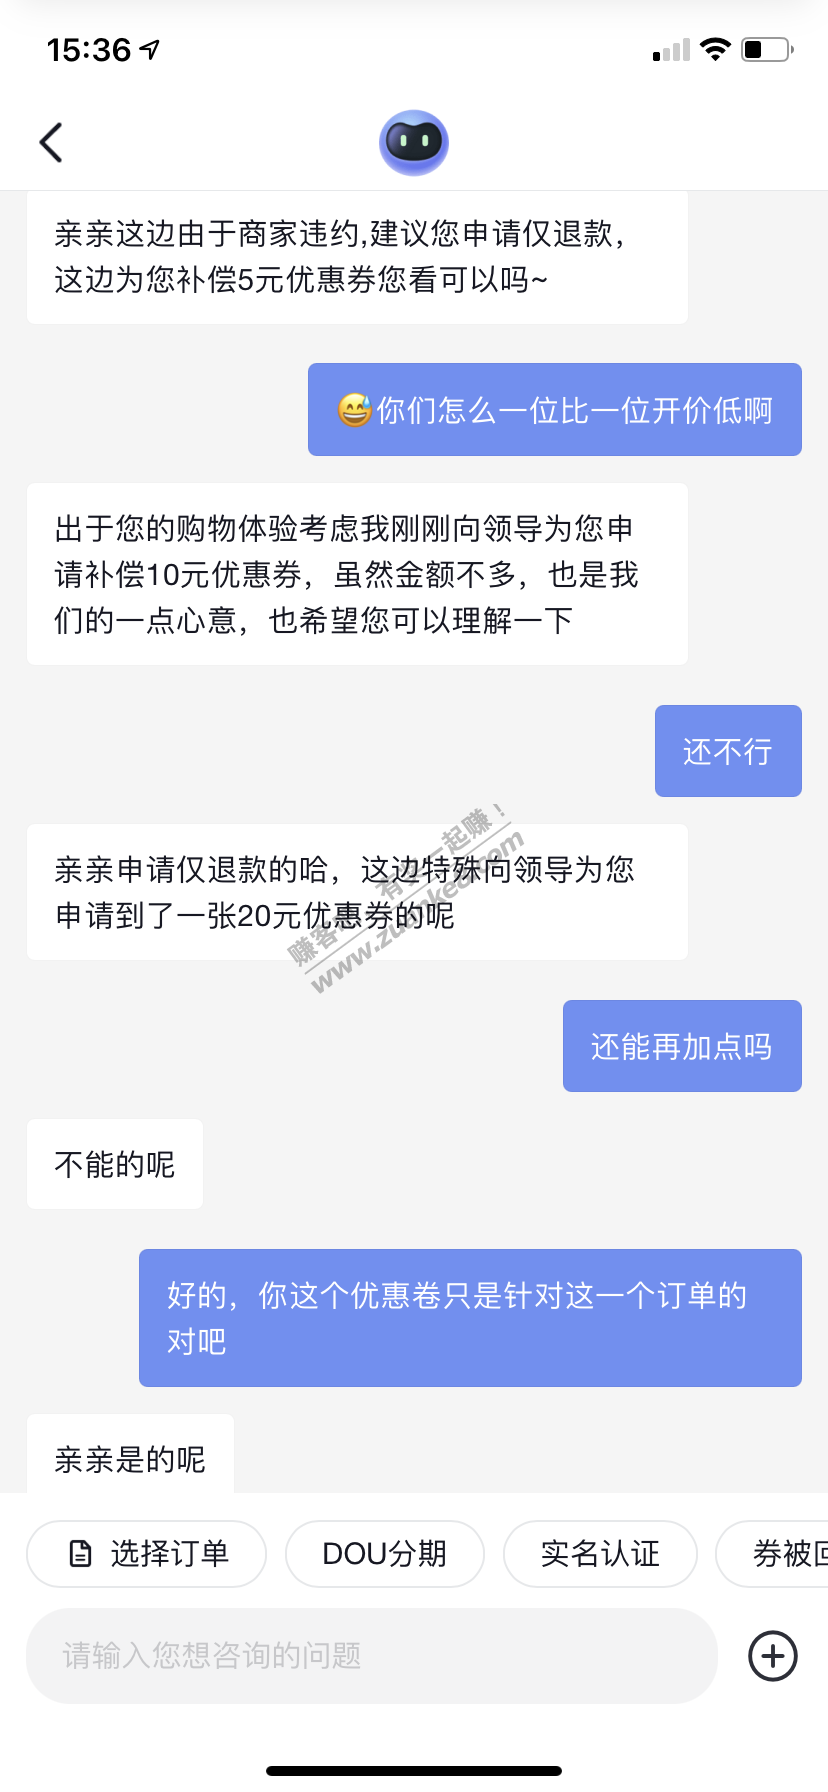 15:36
亲亲这边由于商家违约,建议您申请仅退款，
这边为您补偿5元优惠券您看可以吗~
😅你们怎么一位比一位开价低啊
出于您的购物体验考虑我刚刚向领导为您申
请补偿10元优惠券，虽然金额不多，也是我
们的一点心意，也希望您可以理解一下
还不行
亲亲申请仅退款的哈，这边特殊向领导为您
申请到了一张20元优惠券的呢
www.zuanke8.com
还能再加点吗
不能的呢
好的，你这个优惠卷只是针对这一个订单的
对吧
亲亲是的呢
选择订单 DOU分期 实名认证 券被回
请输入您想咨询的问题